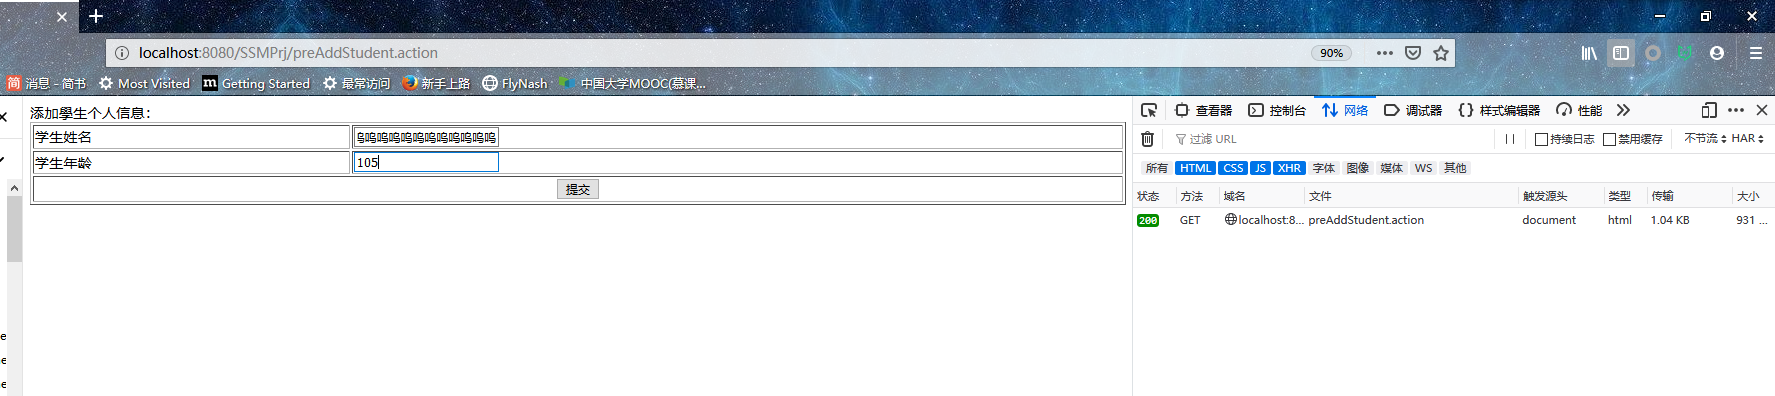 localhost:8080/SSMPrj/preAddStudent.action 90%
简 消息 - 简书 Most Visited m Getting Started 最常访问 新手上路 FlyNash 中国大学MOOC(慕课...
添加學生个人信息：
学生姓名 呜呜呜呜呜呜呜呜呜呜呜呜
学生年龄 105
提交
查看器 控制台 网络 调试器 {} 样式编辑器 性能
过滤 URL 持续日志 禁用缓存 不节流 HAR
所有 HTML CSS JS XHR 字体 图像 媒体 WS 其他
状态 方法 域名 文件 触发源头 类型 传输 大小
200 GET localhost:8... preAddStudent.action document html 1.04 KB 931 ...